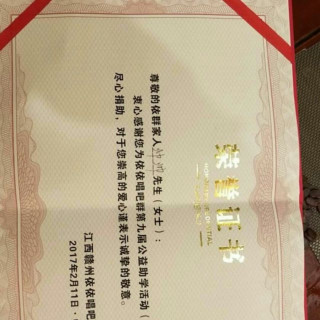 荣誉证书
HONORARY CREDENTIAL
尊敬的依群家人 先生（女士）：
衷心感谢您为依依唱吧群第九届公益助学活动（
尽心捐助，对于您崇高的爱心谨表示诚挚的敬意。
江西赣州依依唱吧
2017年2月11日·